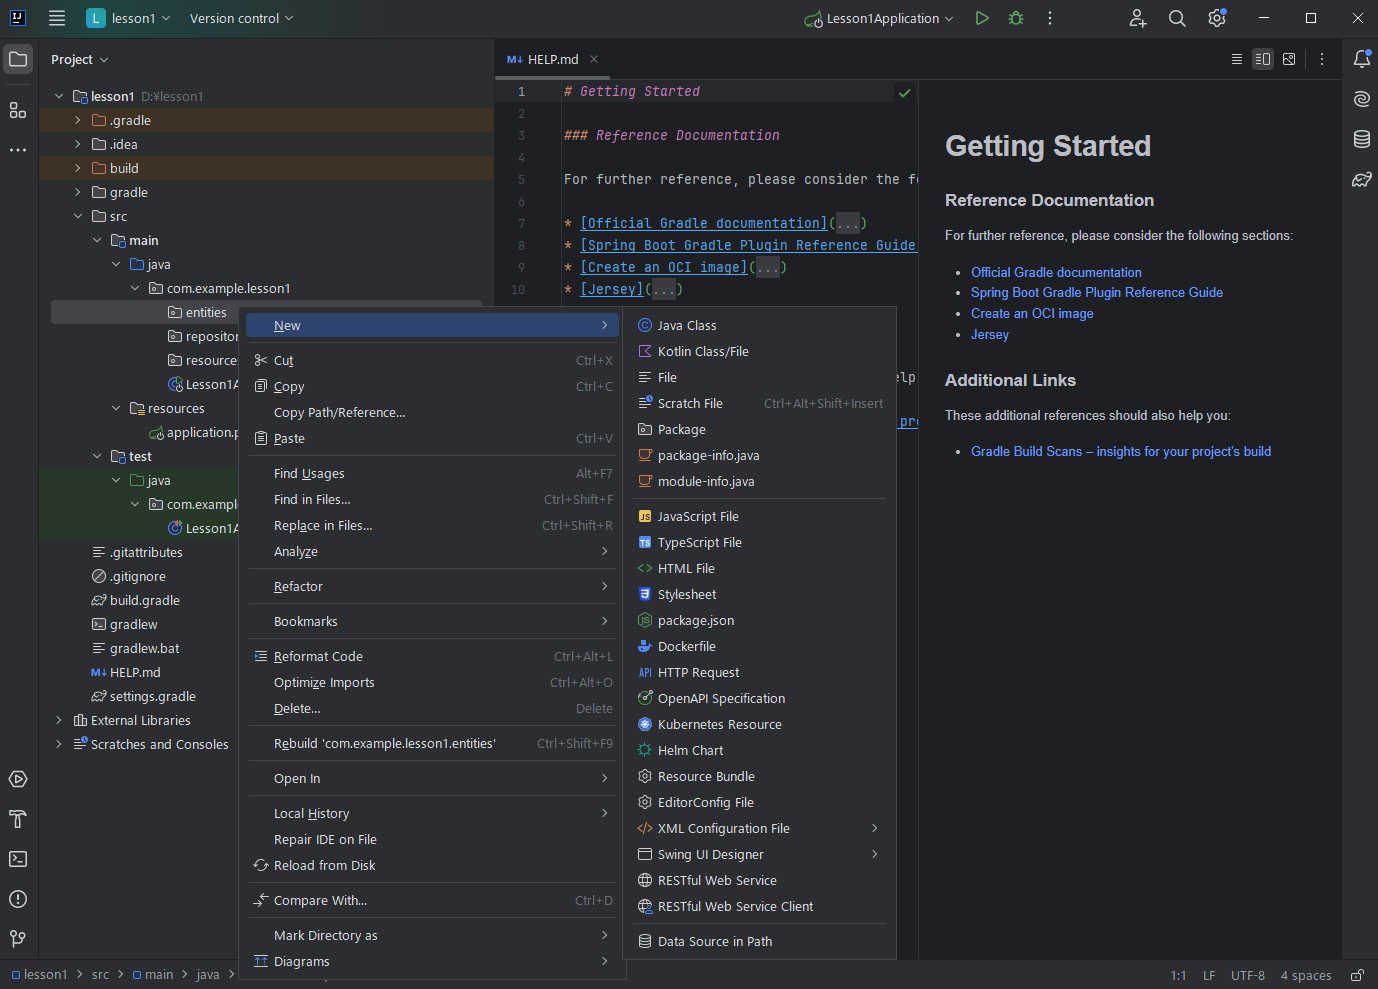 L lesson1 Version control Lesson1Application
Project
HELP.md
lesson1 D:¥lesson1
.gradle
.idea
build
gradle
src
main
java
com.example.lesson1
entities
repositor
resource
Lesson1A
resources
application.p
test
java
com.exampl
Lesson1A
.gitattributes
.gitignore
build.gradle
gradlew
gradlew.bat
HELP.md
settings.gradle
External Libraries
Scratches and Consoles
1 # Getting Started
2
3 ### Reference Documentation
4
5 For further reference, please consider the fo
6
7 * [Official Gradle documentation](...)
8 * [Spring Boot Gradle Plugin Reference Guide
9 * [Create an OCI image](...)
10 * [Jersey](...)
elp
pro
Getting Started
Reference Documentation
For further reference, please consider the following sections:
• Official Gradle documentation
• Spring Boot Gradle Plugin Reference Guide
• Create an OCI image
• Jersey
Additional Links
These additional references should also help you:
• Gradle Build Scans – insights for your project's build
New
Cut Ctrl+X
Copy Ctrl+C
Copy Path/Reference...
Paste Ctrl+V
Find Usages Alt+F7
Find in Files... Ctrl+Shift+F
Replace in Files... Ctrl+Shift+R
Analyze
Refactor
Bookmarks
Reformat Code Ctrl+Alt+L
Optimize Imports Ctrl+Alt+O
Delete... Delete
Rebuild 'com.example.lesson1.entities' Ctrl+Shift+F9
Open In
Local History
Repair IDE on File
Reload from Disk
Compare With... Ctrl+D
Mark Directory as
Diagrams
Java Class
Kotlin Class/File
File
Scratch File Ctrl+Alt+Shift+Insert
Package
package-info.java
module-info.java
JavaScript File
TypeScript File
HTML File
Stylesheet
package.json
Dockerfile
HTTP Request
OpenAPI Specification
Kubernetes Resource
Helm Chart
Resource Bundle
EditorConfig File
XML Configuration File
Swing UI Designer
RESTful Web Service
RESTful Web Service Client
Data Source in Path
lesson1 > src > main > java >
1:1 LF UTF-8 4 spaces